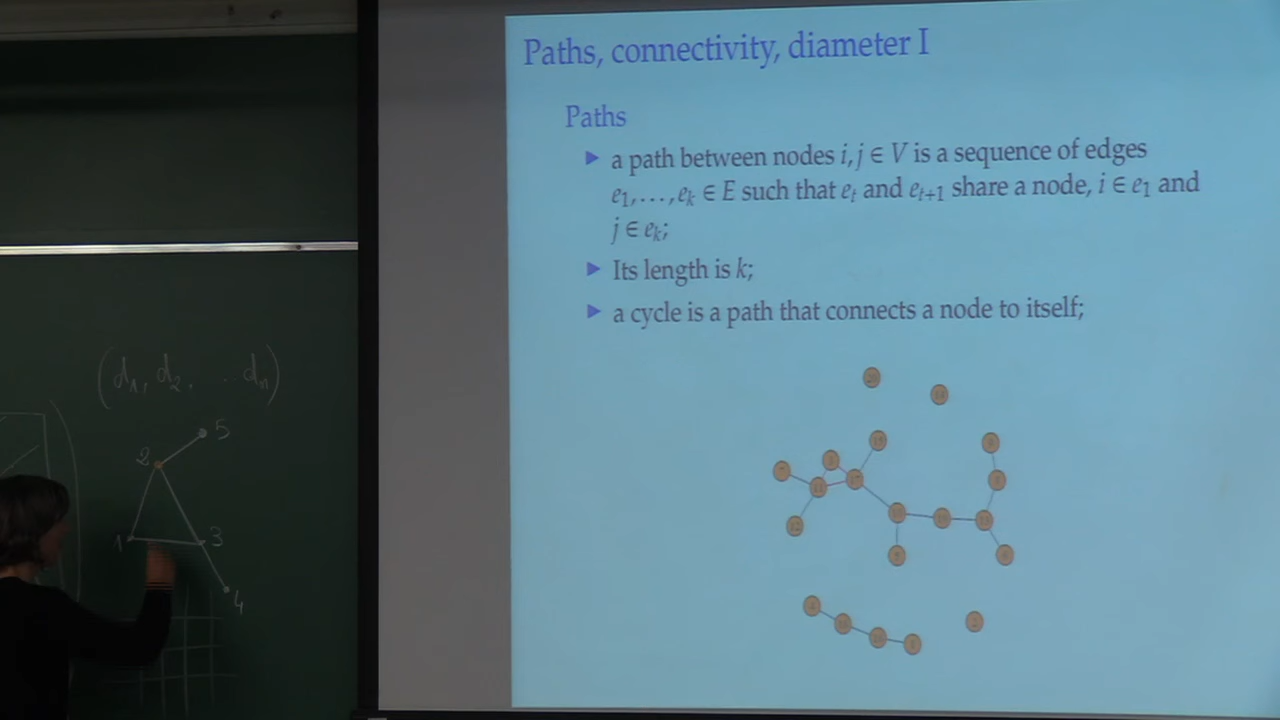 Paths, connectivity, diameter I
Paths
▶ a path between nodes i, j ∈ V is a sequence of edges
e₁, …, eₖ ∈ E such that eₜ and eₜ₊₁ share a node, i ∈ e₁ and
j ∈ eₖ;
▶ Its length is k;
▶ a cycle is a path that connects a node to itself;
(d₁, d₂, . . dₙ)
5
2
1
3
4